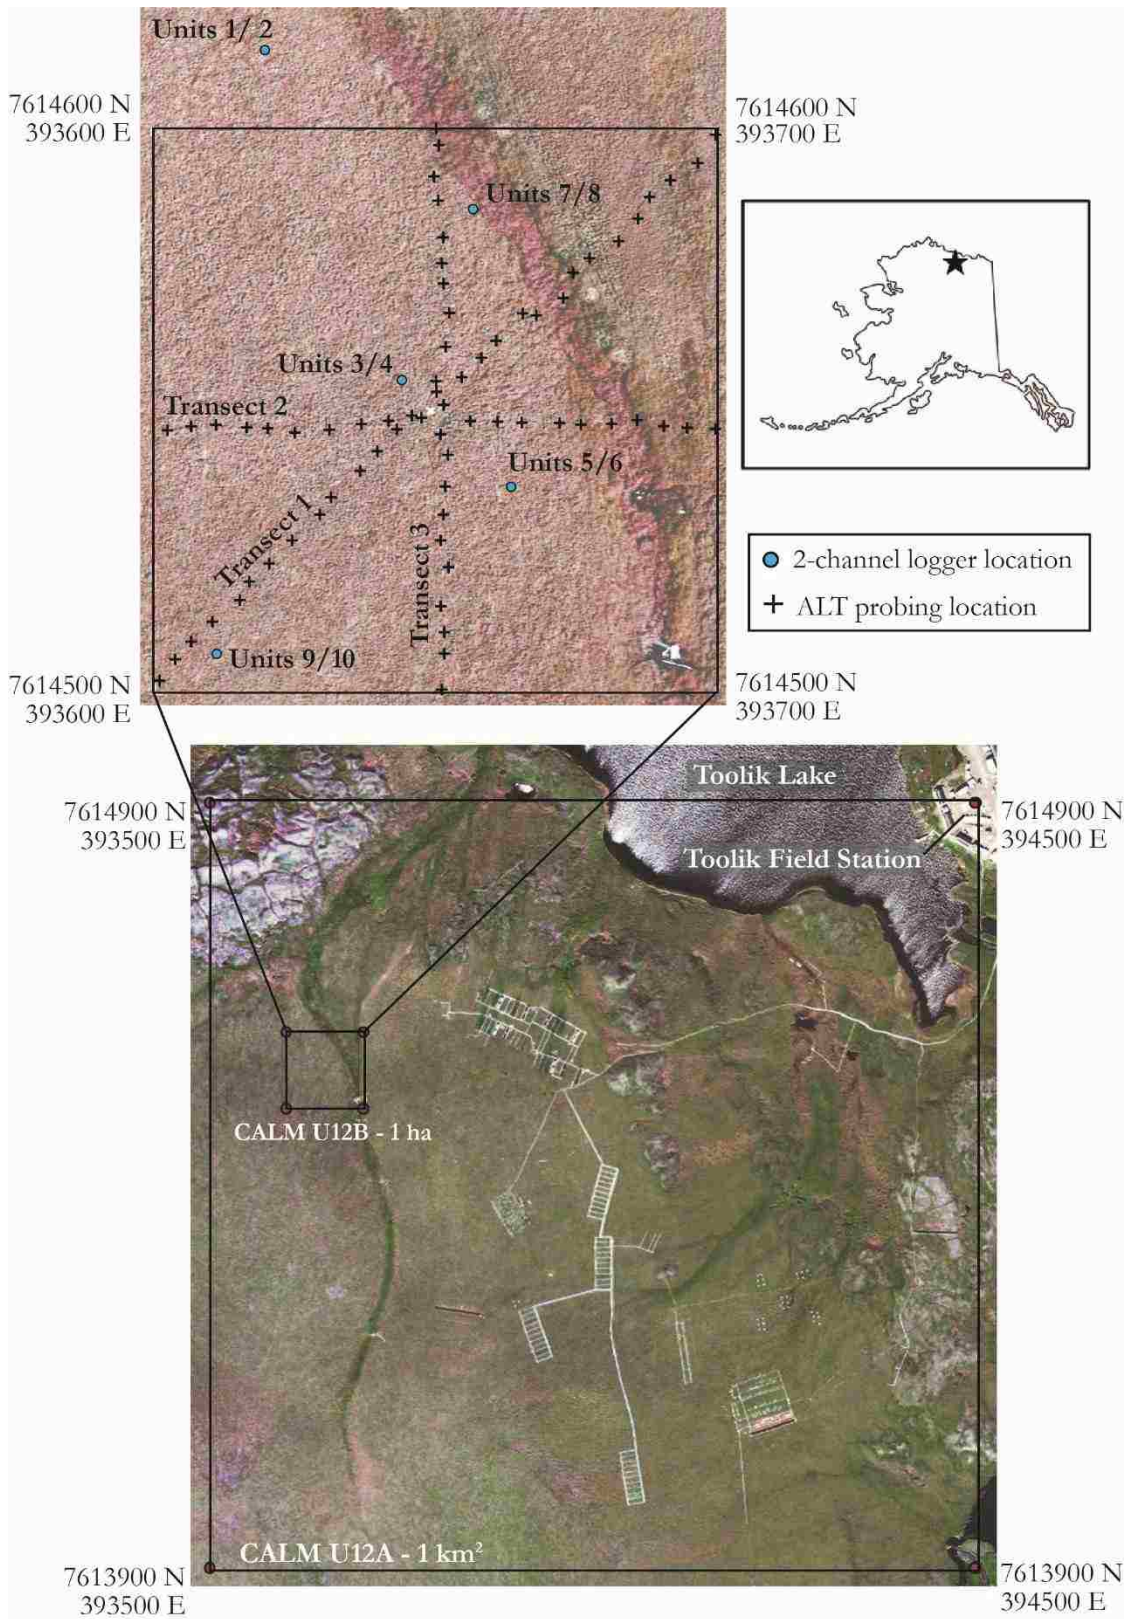 Units 1/ 2
7614600 N
393600 E
7614600 N
393700 E
Units 7/8
Units 3/4
Transect 2
Units 5/6
Transect 1
Transect 3
Units 9/10
2-channel logger location
ALT probing location
7614500 N
393600 E
7614500 N
393700 E
Toolik Lake
7614900 N
393500 E
7614900 N
394500 E
Toolik Field Station
CALM U12B - 1 ha
CALM U12A - 1 km²
7613900 N
393500 E
7613900 N
394500 E